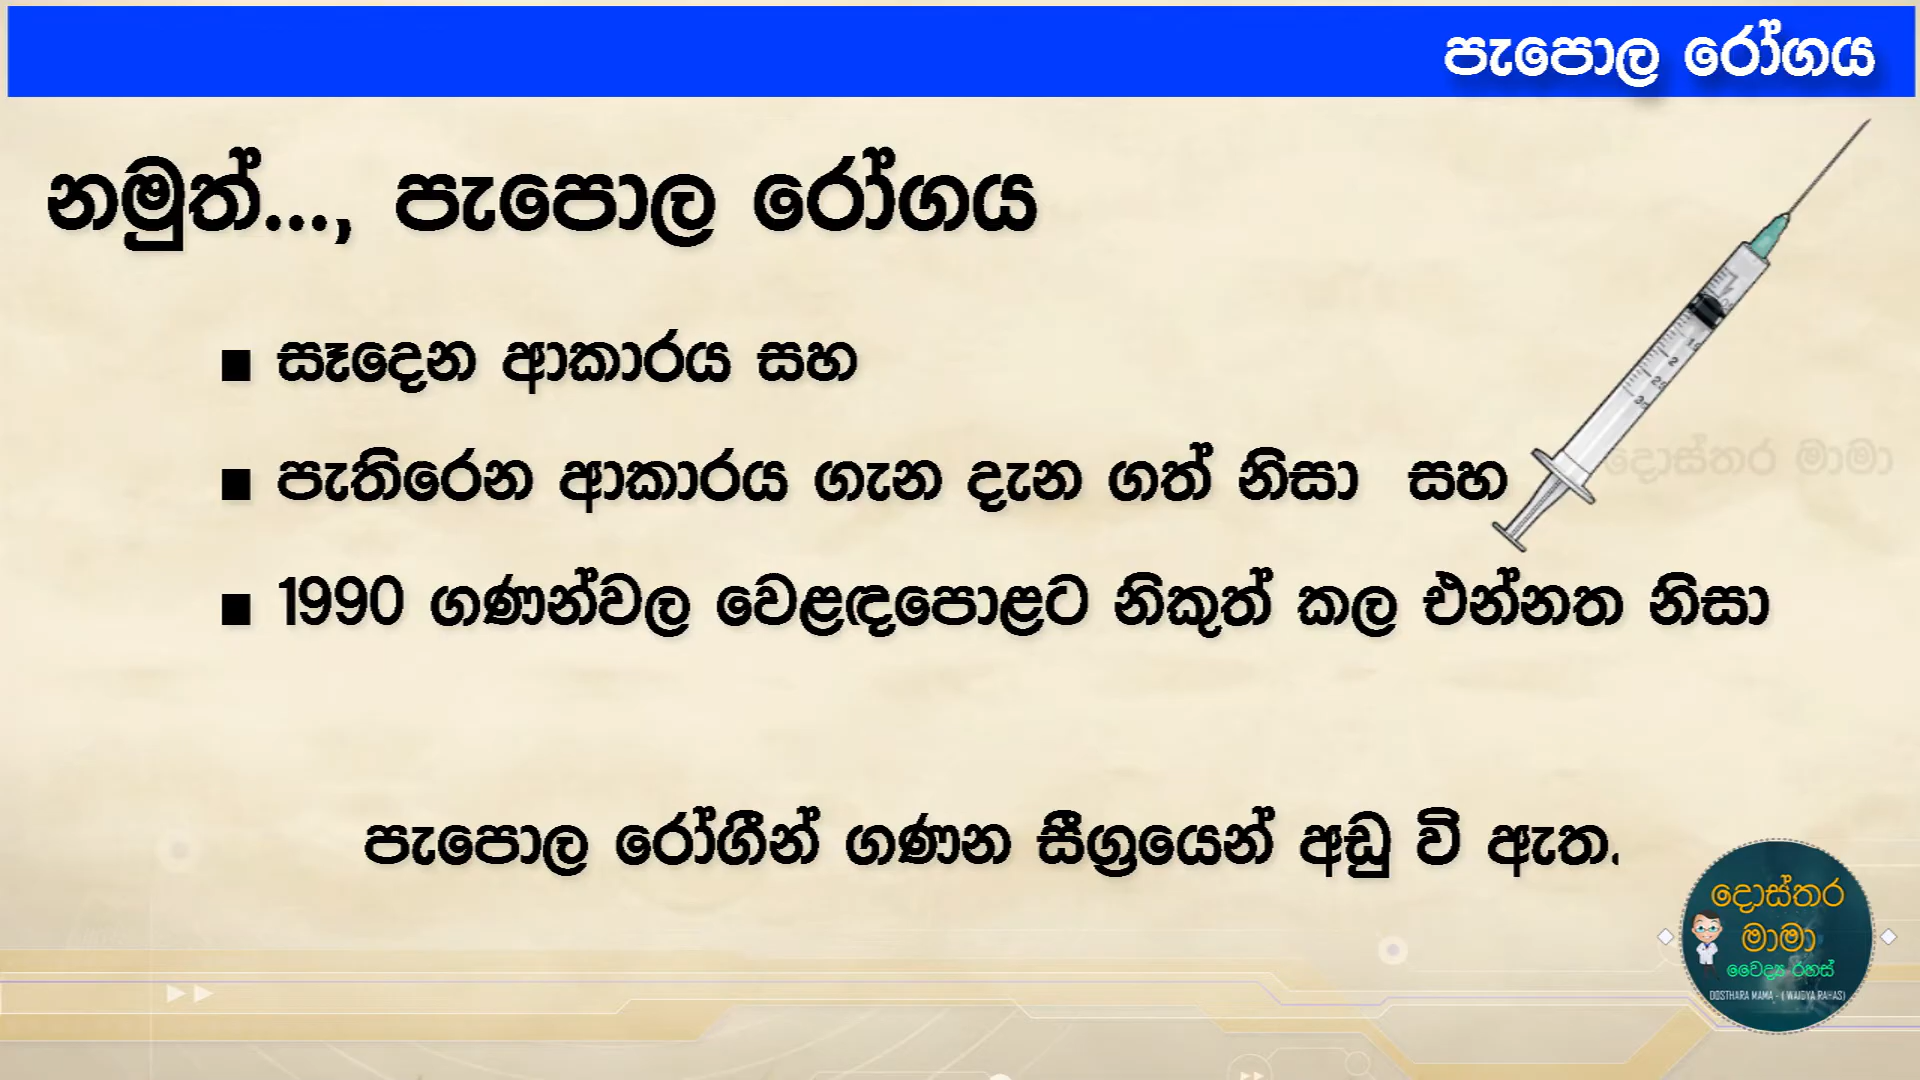 පැපොල රෝගය
නමුත්..., පැපොල රෝගය
■ සෑදෙන ආකාරය සහ
■ පැතිරෙන ආකාරය ගැන දැන ගත් නිසා සහ
දොස්තර මාමා
■ 1990 ගණන්වල වෙළඳපොළට නිකුත් කල එන්නත නිසා
පැපොල රෝගීන් ගණන සීග්‍රයෙන් අඩු වී ඇත.
දොස්තර
මාමා
වෛද්‍ය රහස්
DOSTHARA MAMA - ( WAIDYA RAHAS)